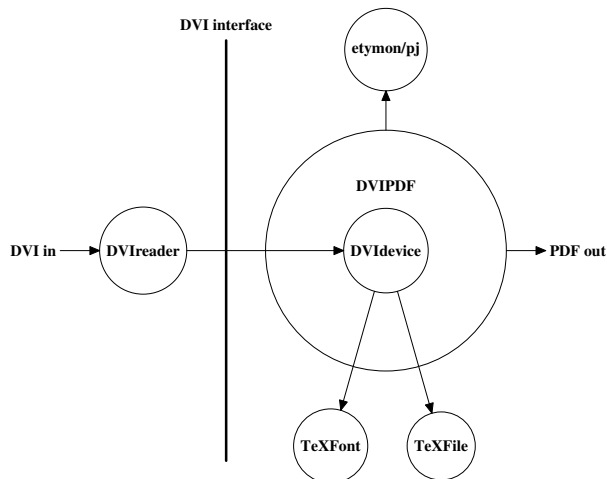 DVI interface
etymon/pj
DVIPDF
DVI in
DVIreader
DVIdevice
PDF out
TeXFont
TeXFile